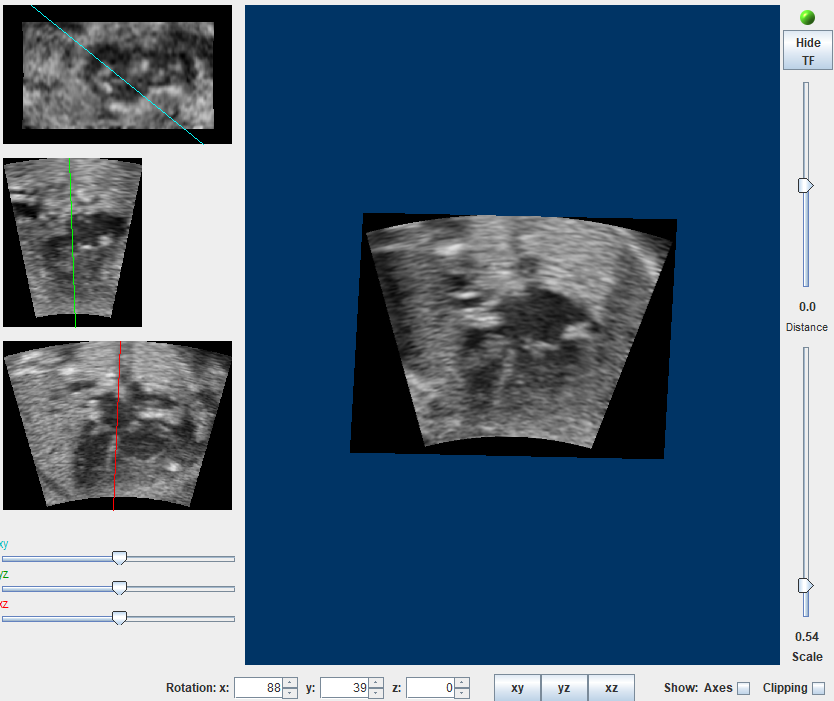 Hide
TF
0.0
Distance
xy
yz
xz
0.54
Scale
Rotation: x: 88 y: 39 z: 0 xy yz xz Show: Axes Clipping